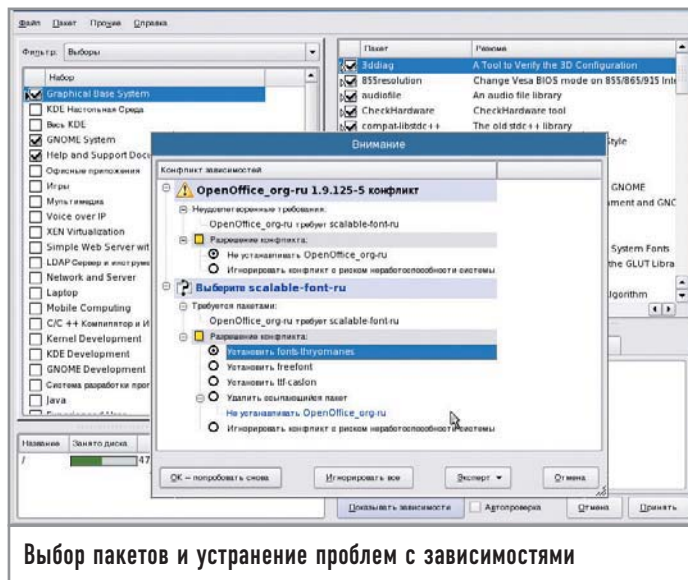 Файл Пакет Прочие Справка
Фильтр: Выборы
Набор
Graphical Base System
KDE Настольная Среда
Весь KDE
GNOME System
Help and Support Docu
Офисные приложения
Игры
Мультимедиа
Voice over IP
XEN Virtualization
Simple Web Server wit
LDAP Сервер и инструме
Network and Server
Laptop
Mobile Computing
C/C ++ Компилятор и И
Kernel Development
KDE Development
GNOME Development
Система разработки прог
Java
Название Занято диска
/ 47
Пакет Резюме
3ddiag A Tool to Verify the 3D Configuration
855resolution Change Vesa BIOS mode on 855/865/915 Inte
audiofile An audio file library
CheckHardware CheckHardware tool
compat-libstdc++ The old stdc++ library
Style
GNOME
ment and GNC
System Fonts
the GLUT Libra
lgorithm
Внимание
Конфликт зависимостей
OpenOffice_org-ru 1.9.125-5 конфликт
Неудовлетворенные требования:
OpenOffice_org-ru требует scalable-font-ru
Разрешение конфликта:
Не устанавливать OpenOffice_org-ru
Игнорировать конфликт с риском неработоспособности системы
Выберите scalable-font-ru
Требуется пакетами:
OpenOffice_org-ru требует scalable-font-ru
Разрешение конфликта:
Установить fonts-thryomanes
Установить freefont
Установить ttf-caslon
Удалить ссылающийся пакет
Не устанавливать OpenOffice_org-ru
Игнорировать конфликт с риском неработоспособности системы
OK — попробовать снова Игнорировать все Эксперт Отмена
Показывать зависимости Автопроверка Отмена Принять
Выбор пакетов и устранение проблем с зависимостями